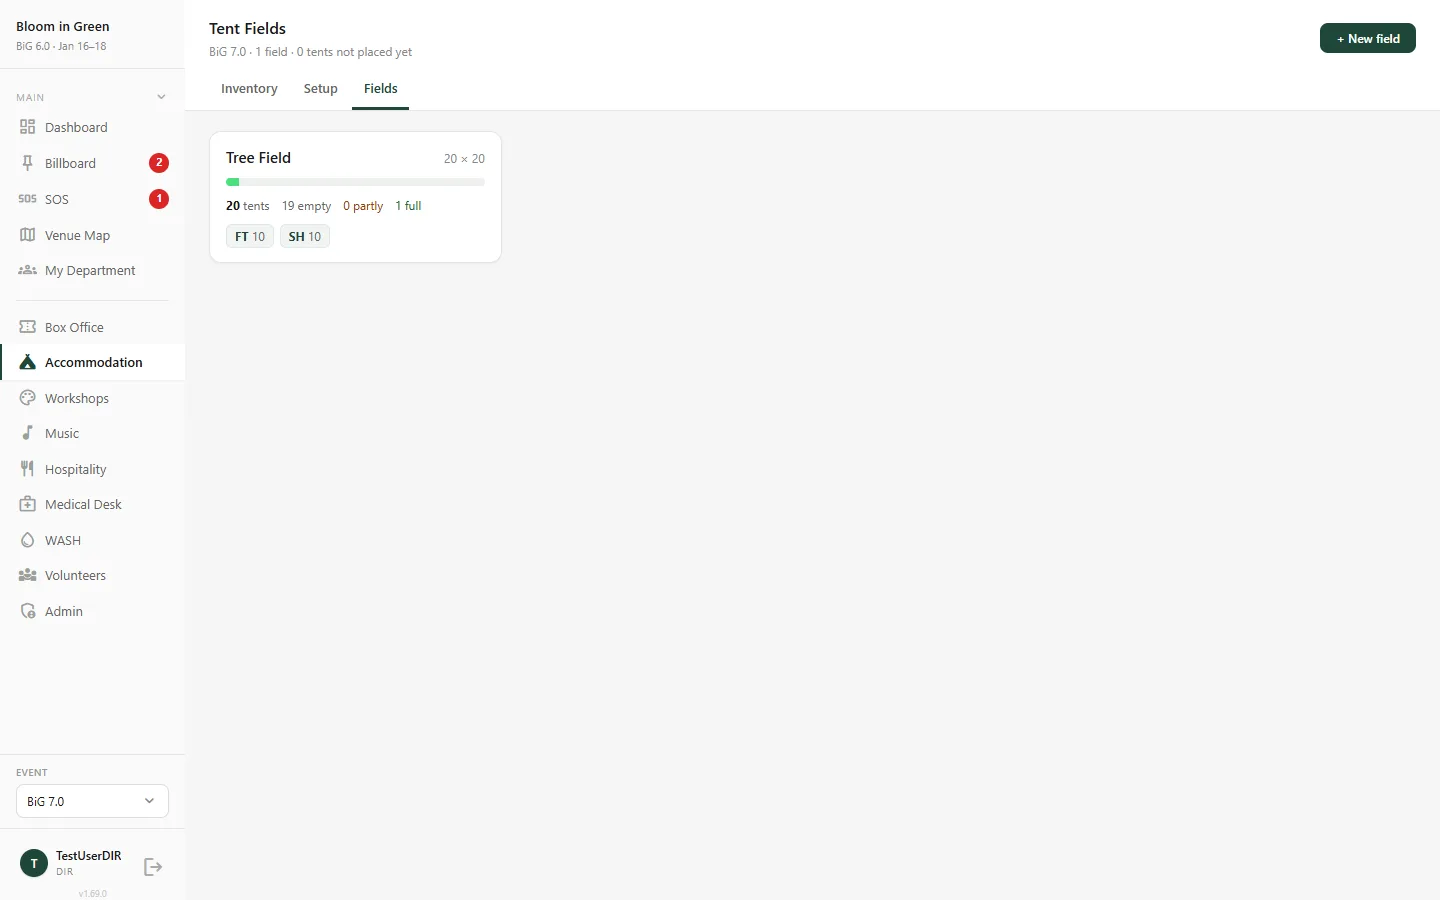 Bloom in Green
BiG 6.0 · Jan 16–18
MAIN
Dashboard
Billboard 2
SOS SOS 1
Venue Map
My Department
Box Office
Accommodation
Workshops
Music
Hospitality
Medical Desk
WASH
Volunteers
Admin
EVENT
BiG 7.0
T TestUserDIR
DIR
v1.69.0
Tent Fields
BiG 7.0 · 1 field · 0 tents not placed yet
+ New field
Inventory Setup Fields
Tree Field 20 × 20
20 tents 19 empty 0 partly 1 full
FT 10 SH 10